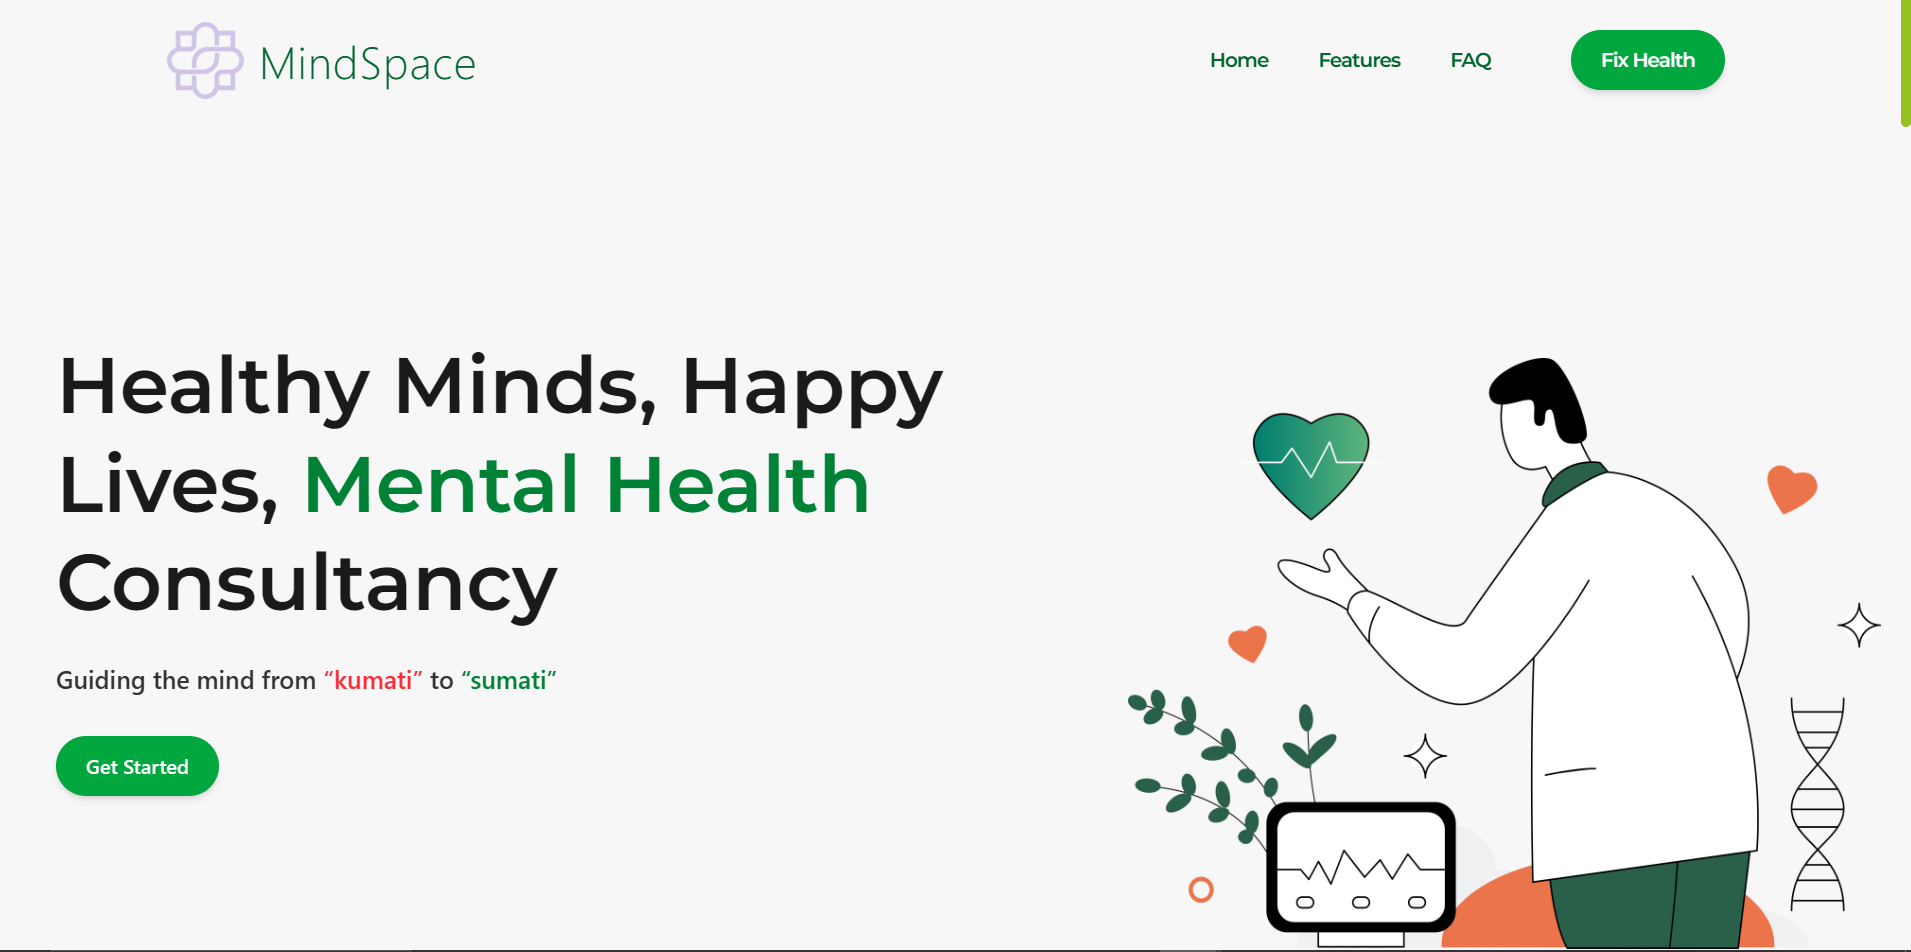 MindSpace
Home Features FAQ Fix Health
Healthy Minds, Happy
Lives, Mental Health
Consultancy
Guiding the mind from “kumati” to “sumati”
Get Started